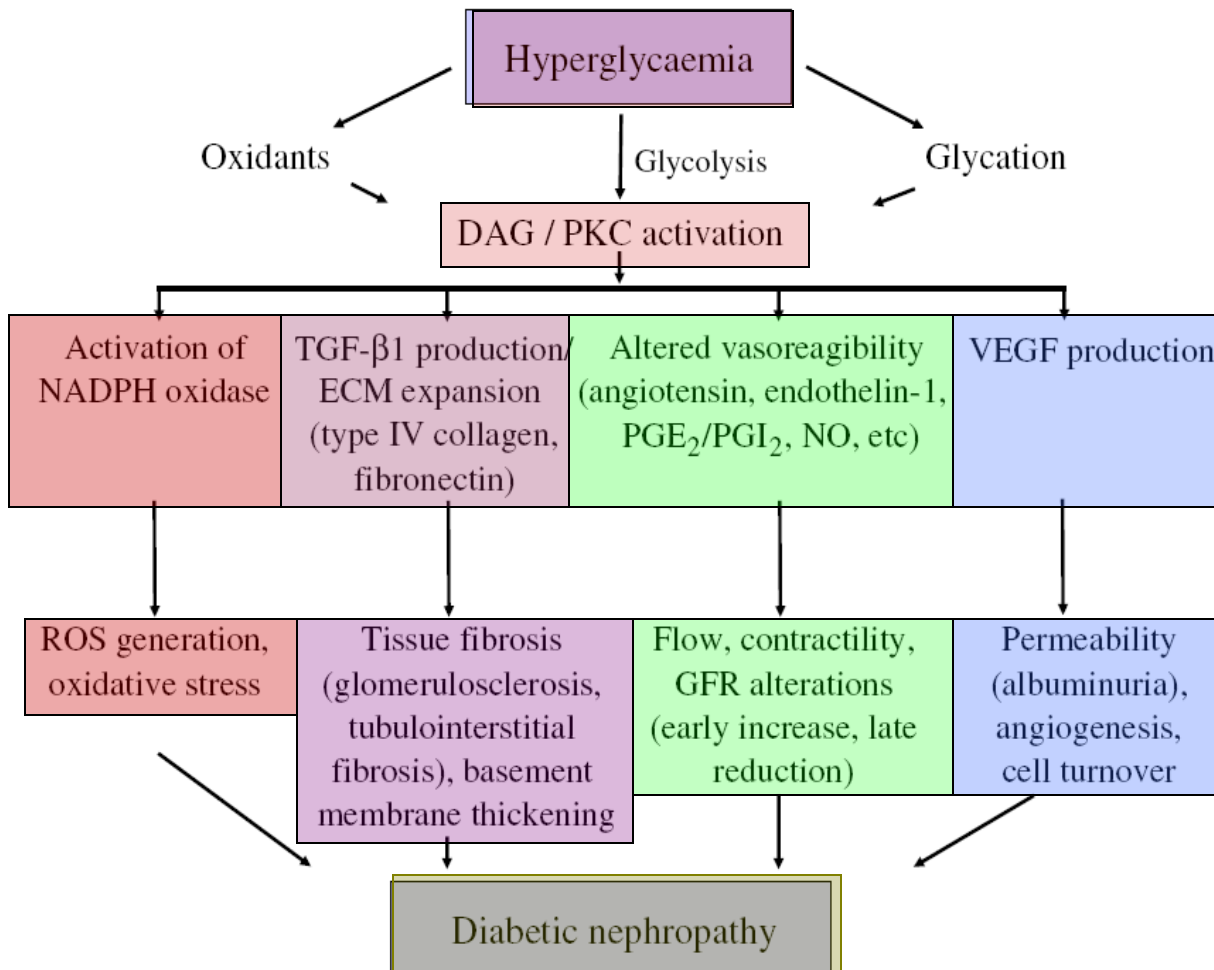 Hyperglycaemia
Oxidants
Glycolysis
Glycation
DAG / PKC activation
Activation of
NADPH oxidase
TGF-β1 production/
ECM expansion
(type IV collagen,
fibronectin)
Altered vasoreagibility
(angiotensin, endothelin-1,
PGE₂/PGI₂, NO, etc)
VEGF production
ROS generation,
oxidative stress
Tissue fibrosis
(glomerulosclerosis,
tubulointerstitial
fibrosis), basement
membrane thickening
Flow, contractility,
GFR alterations
(early increase, late
reduction)
Permeability
(albuminuria),
angiogenesis,
cell turnover
Diabetic nephropathy